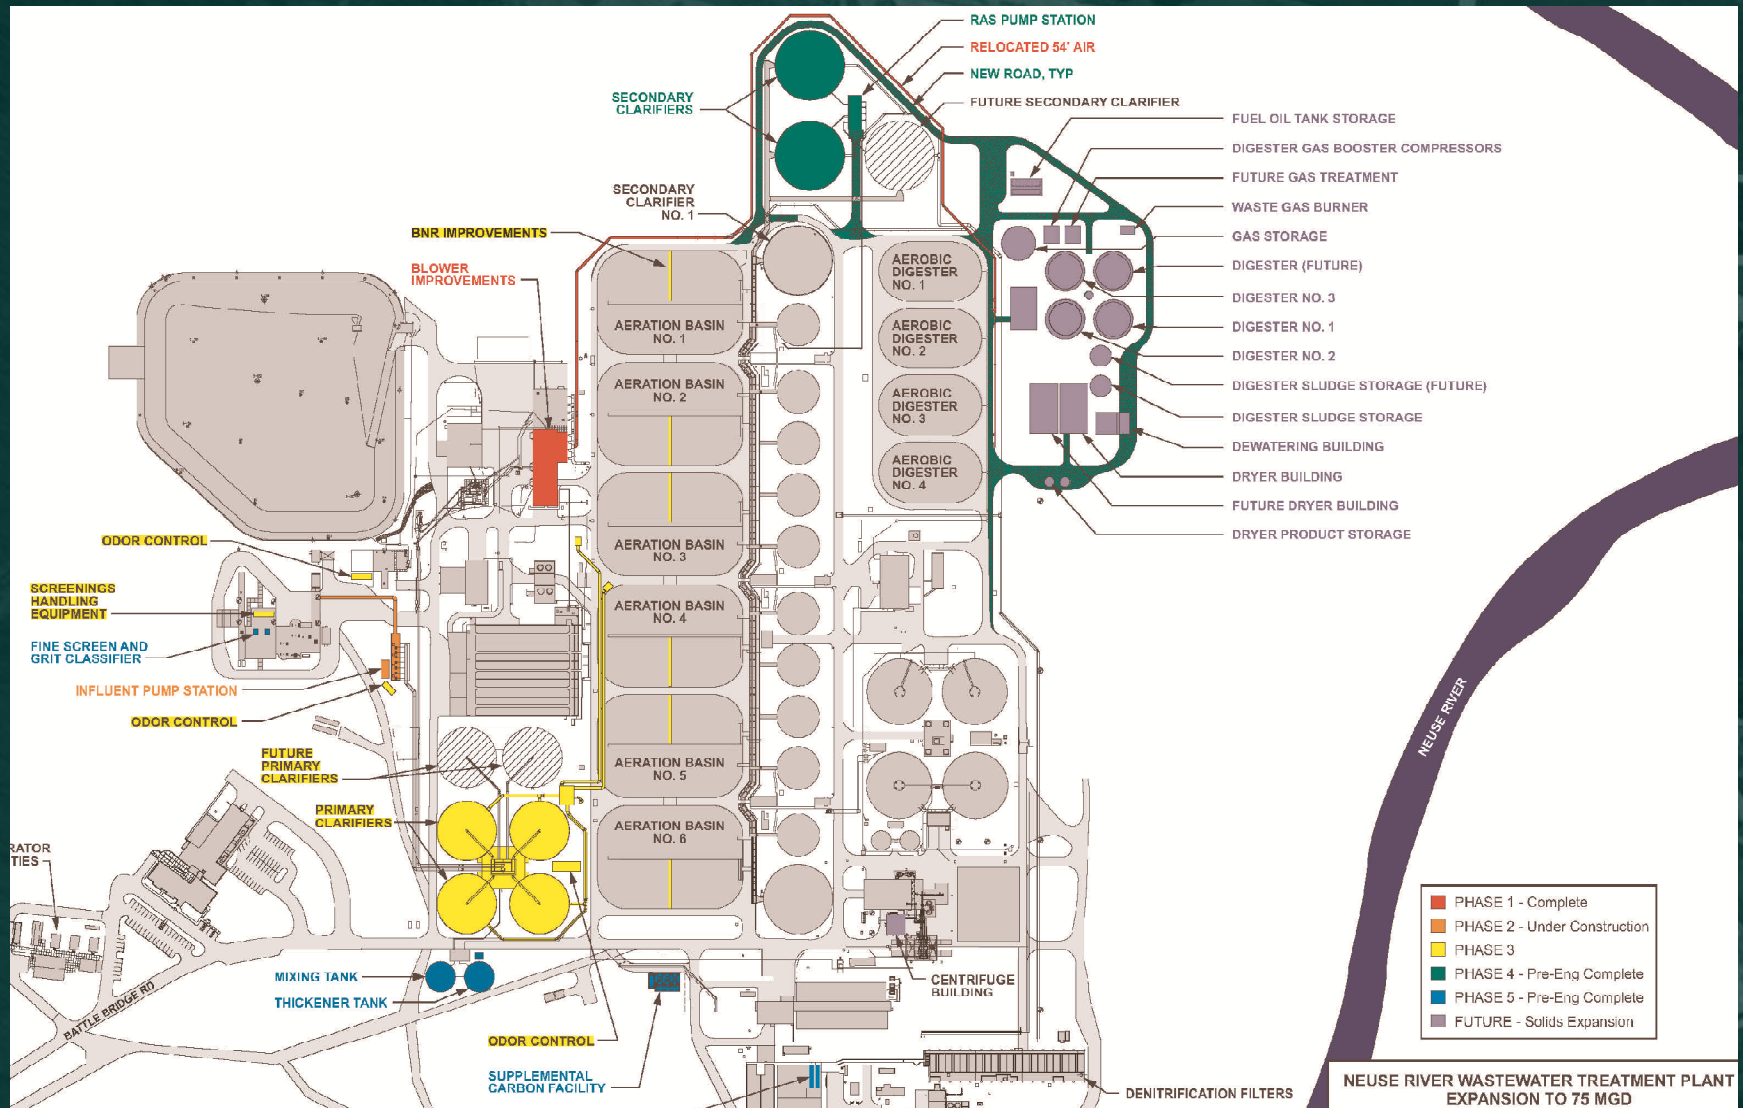 RAS PUMP STATION
RELOCATED 54" AIR
NEW ROAD, TYP
FUTURE SECONDARY CLARIFIER
SECONDARY
CLARIFIERS
FUEL OIL TANK STORAGE
DIGESTER GAS BOOSTER COMPRESSORS
FUTURE GAS TREATMENT
WASTE GAS BURNER
GAS STORAGE
DIGESTER (FUTURE)
DIGESTER NO. 3
DIGESTER NO. 1
DIGESTER NO. 2
DIGESTER SLUDGE STORAGE (FUTURE)
DIGESTER SLUDGE STORAGE
DEWATERING BUILDING
DRYER BUILDING
FUTURE DRYER BUILDING
DRYER PRODUCT STORAGE
SECONDARY
CLARIFIER
NO. 1
BNR IMPROVEMENTS
BLOWER
IMPROVEMENTS
AERATION BASIN
NO. 1
AERATION BASIN
NO. 2
AERATION BASIN
NO. 3
AERATION BASIN
NO. 4
AERATION BASIN
NO. 5
AERATION BASIN
NO. 6
AEROBIC
DIGESTER
NO. 1
AEROBIC
DIGESTER
NO. 2
AEROBIC
DIGESTER
NO. 3
AEROBIC
DIGESTER
NO. 4
ODOR CONTROL
SCREENINGS
HANDLING
EQUIPMENT
FINE SCREEN AND
GRIT CLASSIFIER
INFLUENT PUMP STATION
ODOR CONTROL
FUTURE
PRIMARY
CLARIFIERS
PRIMARY
CLARIFIERS
RATOR
TIES
BATTLE BRIDGE RD
MIXING TANK
THICKENER TANK
ODOR CONTROL
SUPPLEMENTAL
CARBON FACILITY
CENTRIFUGE
BUILDING
DENITRIFICATION FILTERS
NEUSE RIVER
PHASE 1 - Complete
PHASE 2 - Under Construction
PHASE 3
PHASE 4 - Pre-Eng Complete
PHASE 5 - Pre-Eng Complete
FUTURE - Solids Expansion
NEUSE RIVER WASTEWATER TREATMENT PLANT
EXPANSION TO 75 MGD